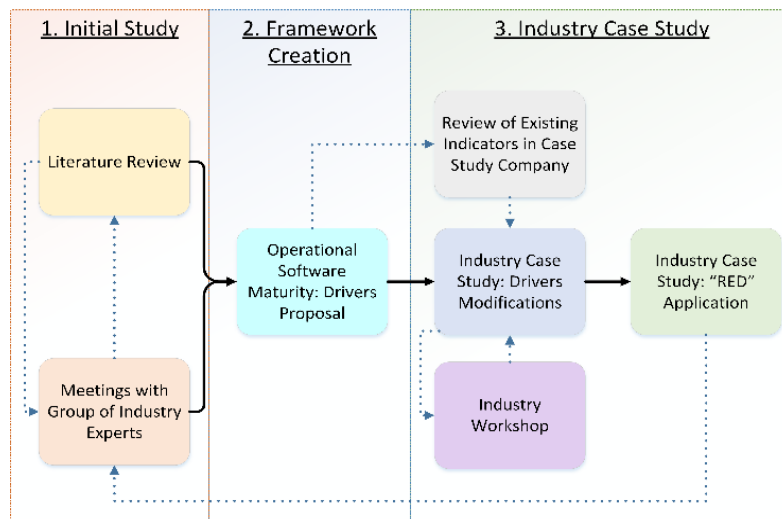 1. Initial Study
2. Framework
Creation
3. Industry Case Study
Literature Review
Meetings with
Group of Industry
Experts
Operational
Software
Maturity: Drivers
Proposal
Review of Existing
Indicators in Case
Study Company
Industry Case
Study: Drivers
Modifications
Industry
Workshop
Industry Case
Study: “RED”
Application